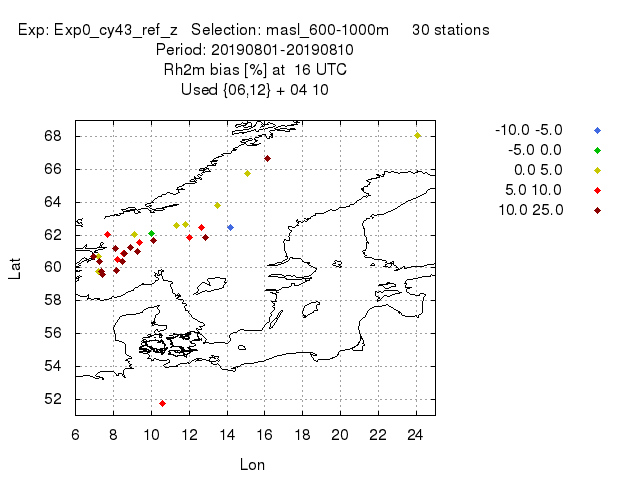 Exp: Exp0_cy43_ref_z   Selection: masl_600-1000m     30 stations
Period: 20190801-20190810
Rh2m bias [%] at  16 UTC
Used {06,12} + 04 10
-10.0 -5.0
-5.0 0.0
0.0 5.0
5.0 10.0
10.0 25.0
68
66
64
62
60
58
56
54
52
Lat
6 8 10 12 14 16 18 20 22 24
Lon